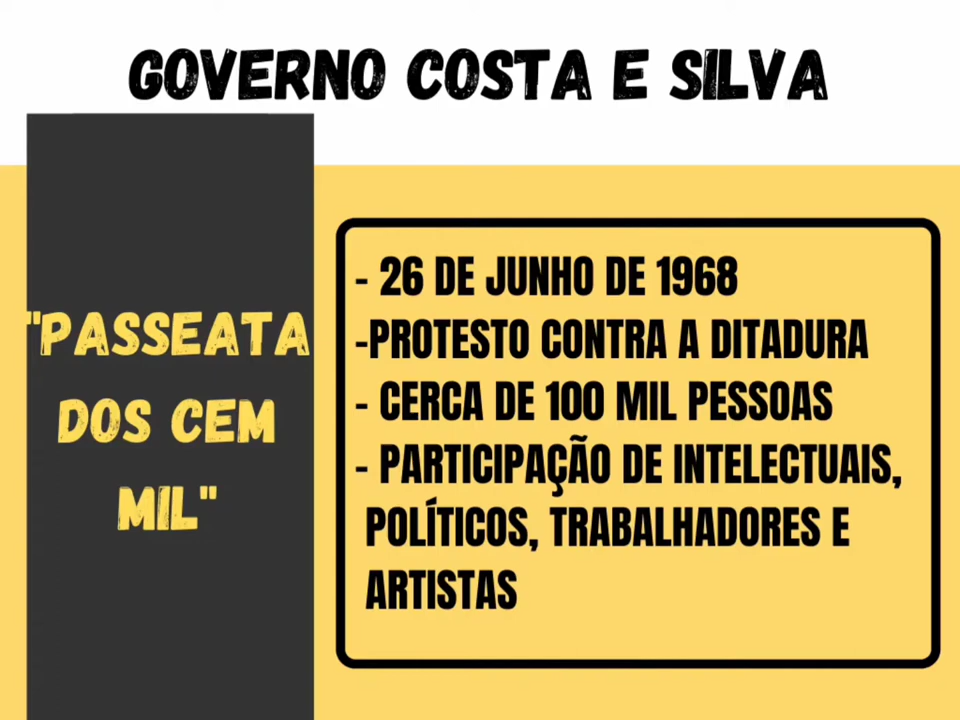 GOVERNO COSTA E SILVA
"PASSEATA
DOS CEM
MIL"
- 26 DE JUNHO DE 1968
-PROTESTO CONTRA A DITADURA
- CERCA DE 100 MIL PESSOAS
- PARTICIPAÇÃO DE INTELECTUAIS,
POLÍTICOS, TRABALHADORES E
ARTISTAS